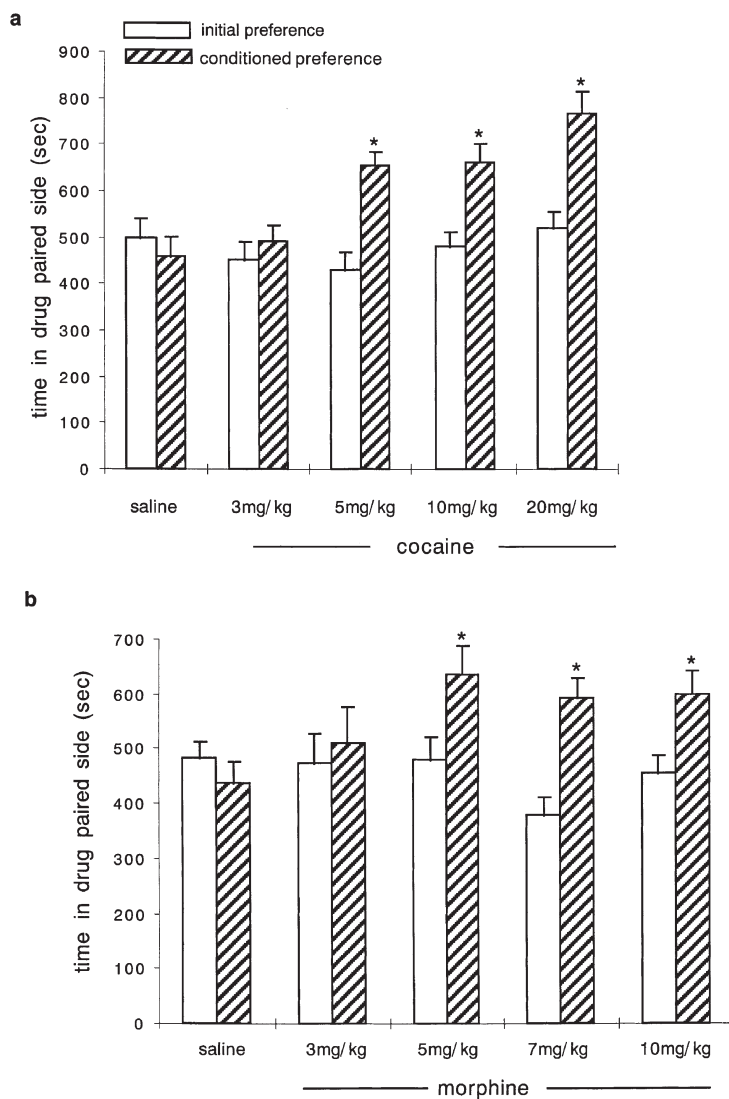 a
initial preference
conditioned preference
time in drug paired side (sec)
900
800
700
600
500
400
300
200
100
0
* * *
saline 3mg/kg 5mg/kg 10mg/kg 20mg/kg
cocaine
b
time in drug paired side (sec)
700
600
500
400
300
200
100
0
* * *
saline 3mg/kg 5mg/kg 7mg/kg 10mg/kg
morphine